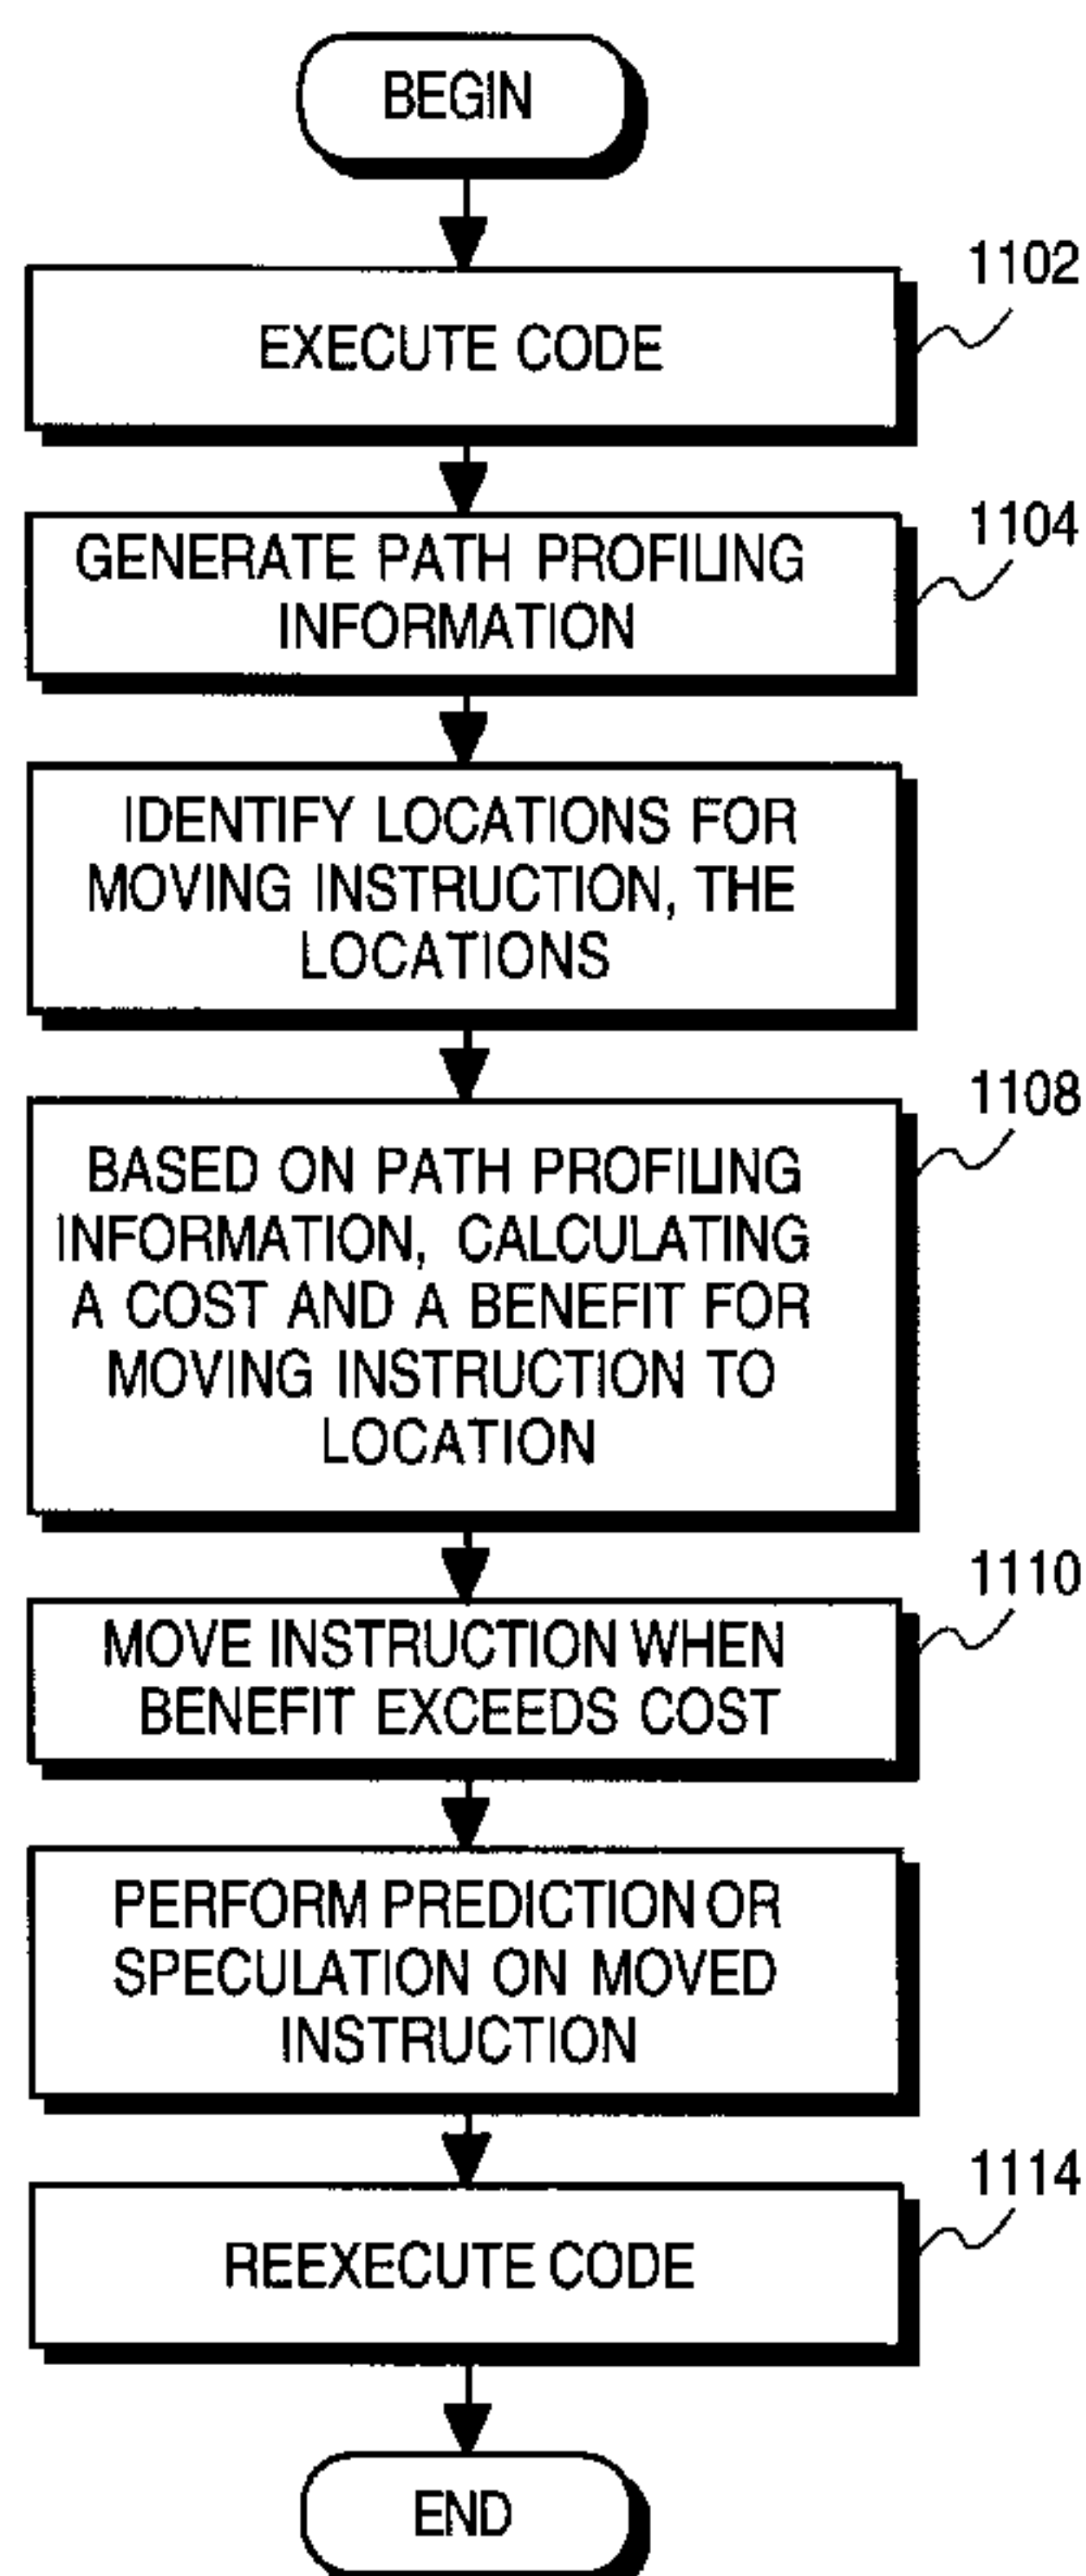 BEGIN
1102
EXECUTE CODE
1104
GENERATE PATH PROFILING
INFORMATION
IDENTIFY LOCATIONS FOR
MOVING INSTRUCTION, THE
LOCATIONS
1108
BASED ON PATH PROFILING
INFORMATION, CALCULATING
A COST AND A BENEFIT FOR
MOVING INSTRUCTION TO
LOCATION
1110
MOVE INSTRUCTION WHEN
BENEFIT EXCEEDS COST
PERFORM PREDICTION OR
SPECULATION ON MOVED
INSTRUCTION
1114
REEXECUTE CODE
END